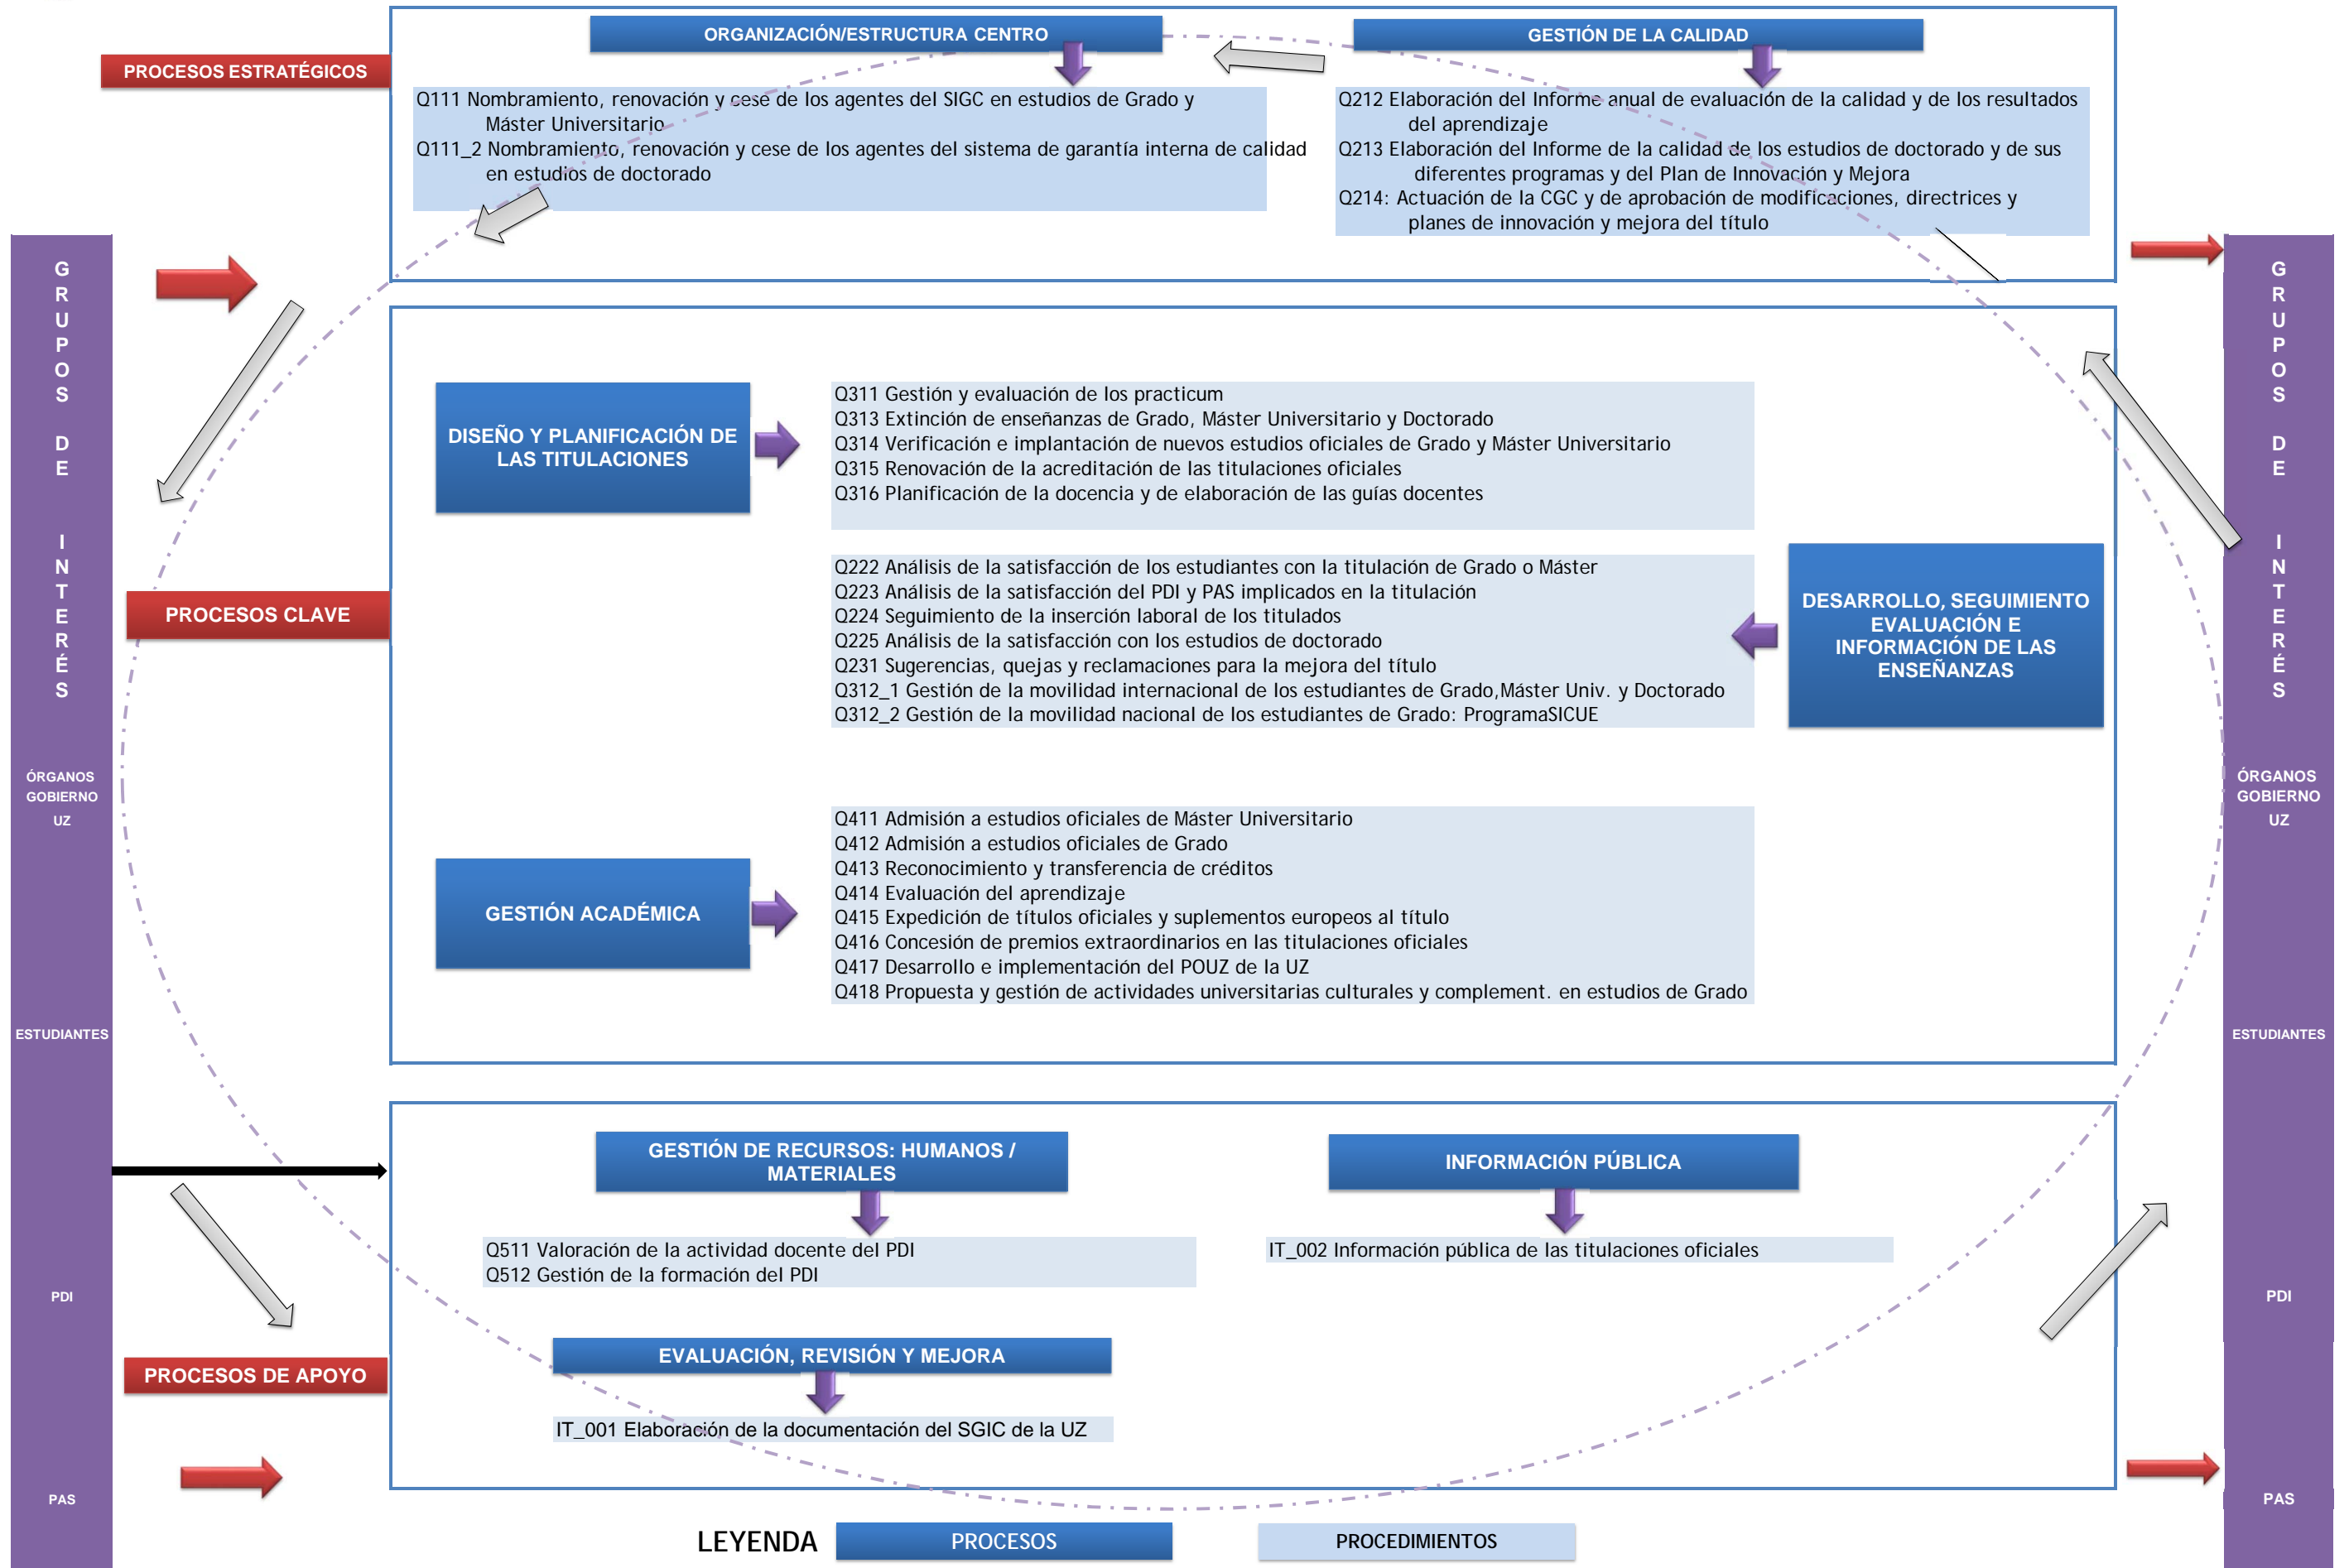 ORGANIZACIÓN/ESTRUCTURA CENTRO
GESTIÓN DE LA CALIDAD
PROCESOS ESTRATÉGICOS
Q111 Nombramiento, renovación y cese de los agentes del SIGC en estudios de Grado y
Máster Universitario
Q111_2 Nombramiento, renovación y cese de los agentes del sistema de garantía interna de calidad
en estudios de doctorado
Q212 Elaboración del Informe anual de evaluación de la calidad y de los resultados
del aprendizaje
Q213 Elaboración del Informe de la calidad de los estudios de doctorado y de sus
diferentes programas y del Plan de Innovación y Mejora
Q214: Actuación de la CGC y de aprobación de modificaciones, directrices y
planes de innovación y mejora del título
GRUPOS DE INTERÉS
ÓRGANOS
GOBIERNO
UZ
ESTUDIANTES
PDI
PAS
PROCESOS CLAVE
DISEÑO Y PLANIFICACIÓN DE
LAS TITULACIONES
Q311 Gestión y evaluación de los practicum
Q313 Extinción de enseñanzas de Grado, Máster Universitario y Doctorado
Q314 Verificación e implantación de nuevos estudios oficiales de Grado y Máster Universitario
Q315 Renovación de la acreditación de las titulaciones oficiales
Q316 Planificación de la docencia y de elaboración de las guías docentes
Q222 Análisis de la satisfacción de los estudiantes con la titulación de Grado o Máster
Q223 Análisis de la satisfacción del PDI y PAS implicados en la titulación
Q224 Seguimiento de la inserción laboral de los titulados
Q225 Análisis de la satisfacción con los estudios de doctorado
Q231 Sugerencias, quejas y reclamaciones para la mejora del título
Q312_1 Gestión de la movilidad internacional de los estudiantes de Grado,Máster Univ. y Doctorado
Q312_2 Gestión de la movilidad nacional de los estudiantes de Grado: ProgramaSICUE
DESARROLLO, SEGUIMIENTO
EVALUACIÓN E
INFORMACIÓN DE LAS
ENSEÑANZAS
GESTIÓN ACADÉMICA
Q411 Admisión a estudios oficiales de Máster Universitario
Q412 Admisión a estudios oficiales de Grado
Q413 Reconocimiento y transferencia de créditos
Q414 Evaluación del aprendizaje
Q415 Expedición de títulos oficiales y suplementos europeos al título
Q416 Concesión de premios extraordinarios en las titulaciones oficiales
Q417 Desarrollo e implementación del POUZ de la UZ
Q418 Propuesta y gestión de actividades universitarias culturales y complement. en estudios de Grado
PROCESOS DE APOYO
GESTIÓN DE RECURSOS: HUMANOS /
MATERIALES
Q511 Valoración de la actividad docente del PDI
Q512 Gestión de la formación del PDI
INFORMACIÓN PÚBLICA
IT_002 Información pública de las titulaciones oficiales
EVALUACIÓN, REVISIÓN Y MEJORA
IT_001 Elaboración de la documentación del SGIC de la UZ
GRUPOS DE INTERÉS
ÓRGANOS
GOBIERNO
UZ
ESTUDIANTES
PDI
PAS
LEYENDA
PROCESOS
PROCEDIMIENTOS